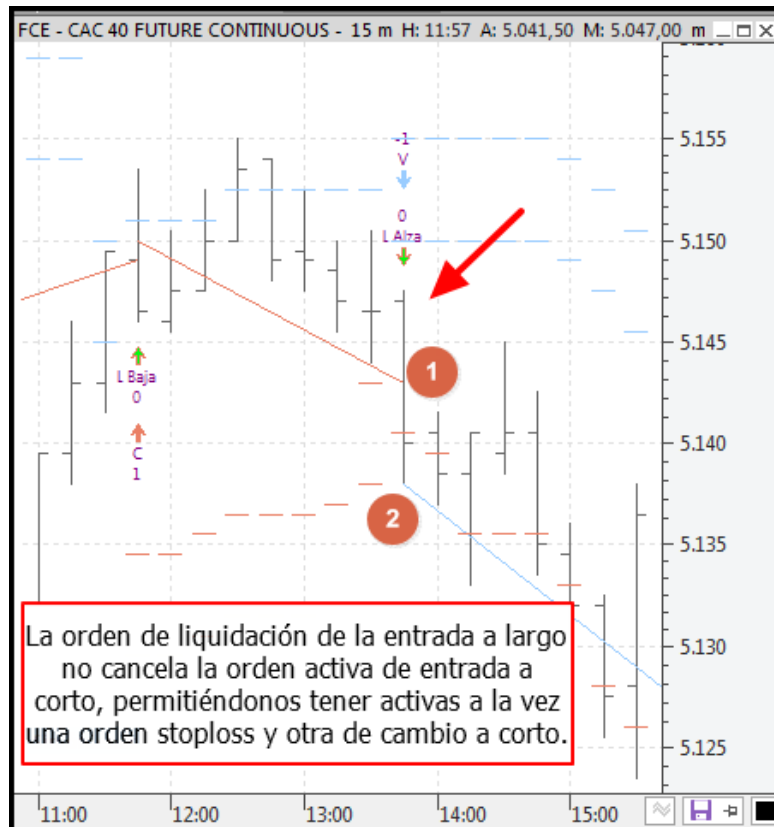 FCE - CAC 40 FUTURE CONTINUOUS - 15 m H: 11:57 A: 5.041,50 M: 5.047,00 m
5.155
-1
V
0
L Alza
5.150
5.145
1
L Baja
0
C
1
5.140
2
5.135
La orden de liquidación de la entrada a largo
no cancela la orden activa de entrada a
corto, permitiéndonos tener activas a la vez
una orden stoploss y otra de cambio a corto.
5.130
5.125
11:00 12:00 13:00 14:00 15:00